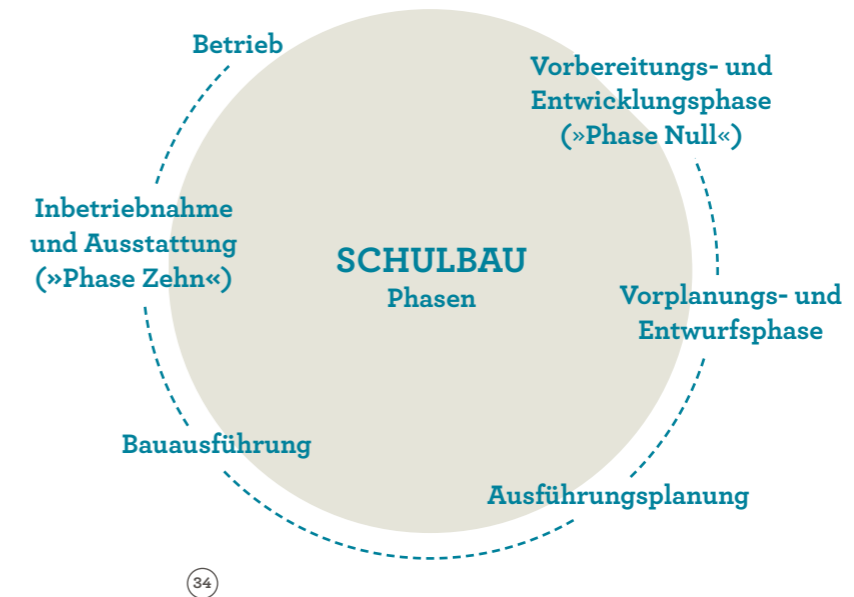 Betrieb
Vorbereitungs- und
Entwicklungsphase
(»Phase Null«)
Inbetriebnahme
und Ausstattung
(»Phase Zehn«)
SCHULBAU
Phasen
Vorplanungs- und
Entwurfsphase
Bauausführung
Ausführungsplanung
34